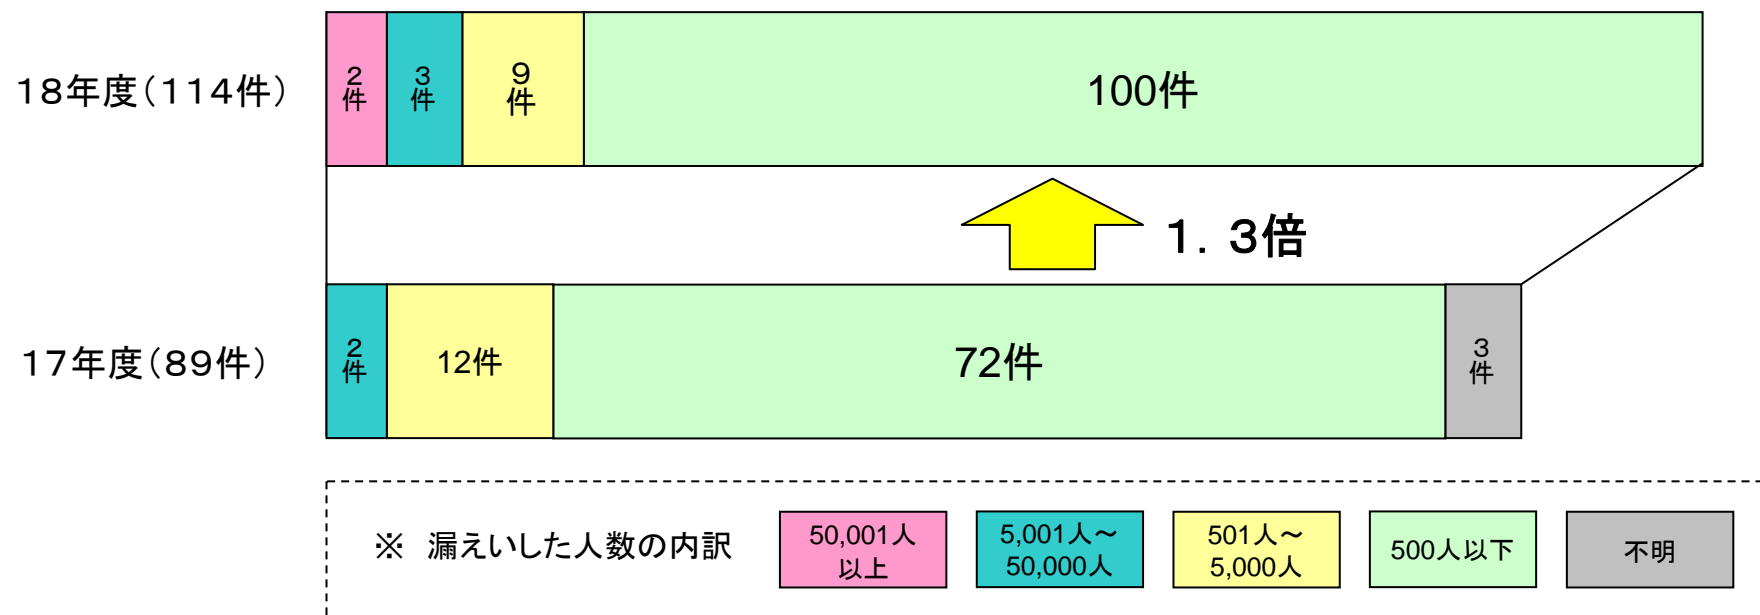 18年度(114件)
2件
3件
9件
100件
1.3倍
17年度(89件)
2件
12件
72件
3件
※ 漏えいした人数の内訳
50,001人
以上
5,001人~
50,000人
501人~
5,000人
500人以下
不明